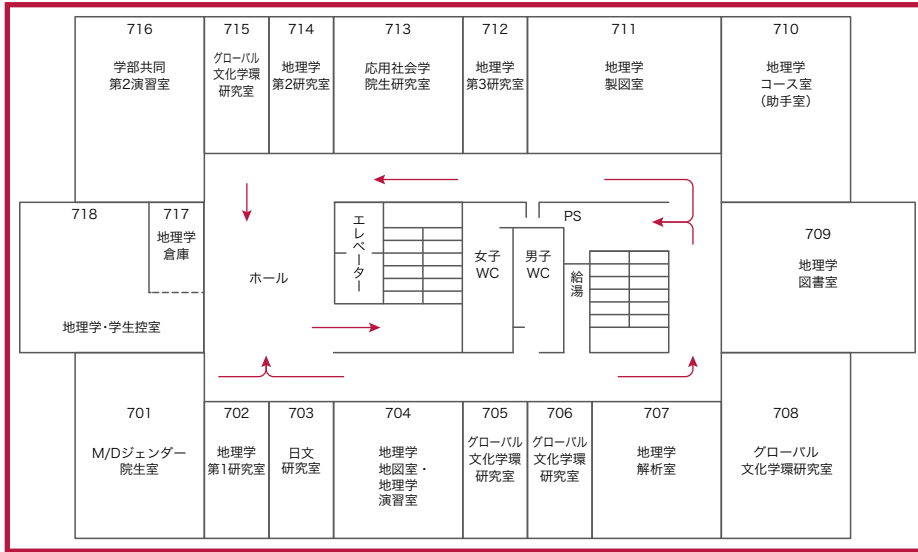 716
学部共同
第2演習室
715
グローバル
文化学環
研究室
714
地理学
第2研究室
713
応用社会学
院生研究室
712
地理学
第3研究室
711
地理学
製図室
710
地理学
コース室
（助手室）
718
地理学・学生控室
717
地理学
倉庫
ホール
エレベーター
女子
WC
男子
WC
PS
給湯
709
地理学
図書室
701
M/Dジェンダー
院生室
702
地理学
第1研究室
703
日文
研究室
704
地理学
地図室・
地理学
演習室
705
グローバル
文化学環
研究室
706
グローバル
文化学環
研究室
707
地理学
解析室
708
グローバル
文化学環研究室